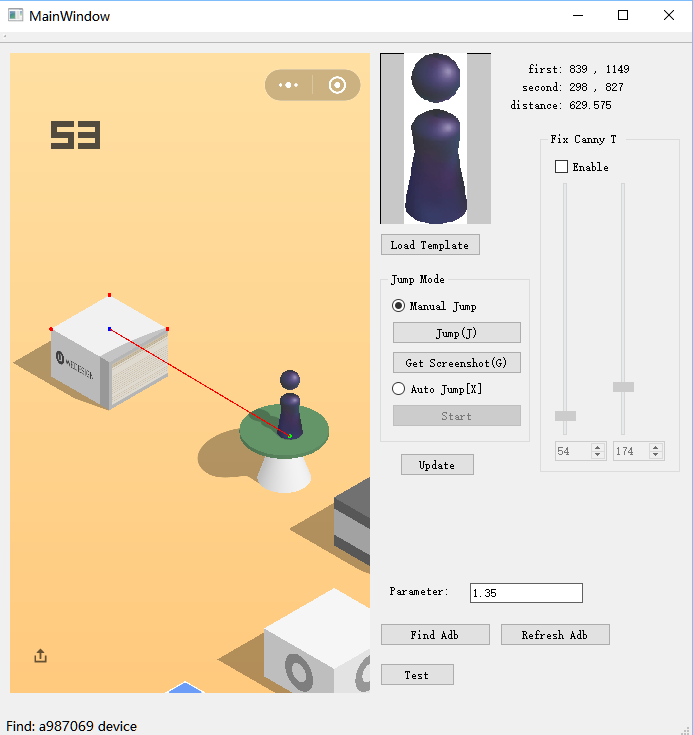 MainWindow
53
first: 839 , 1149
second: 298 , 827
distance: 629.575
Fix Canny T
Enable
Load Template
Jump Mode
Manual Jump
Jump(J)
Get Screenshot(G)
Auto Jump[X]
Start
54
174
Update
MEDESIGN
Parameter:
1.35
Find Adb
Refresh Adb
Test
Find: a987069 device